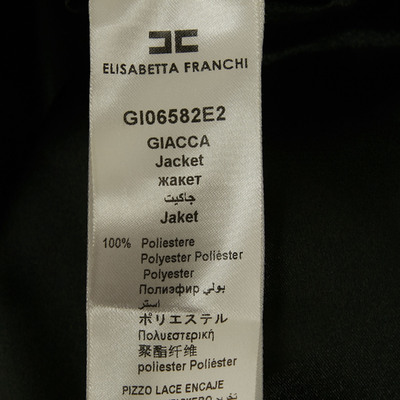 ELISABETTA FRANCHI
GI06582E2
GIACCA
Jacket
жакет
جاكيت
Jaket
100% Poliestere
Polyester Poliéster
Polyester
Полиэфир بولي
استر
ポリエステル
Πολυεστερική
聚酯纤维
poliester Poliéster
PIZZO LACE ENCAJE